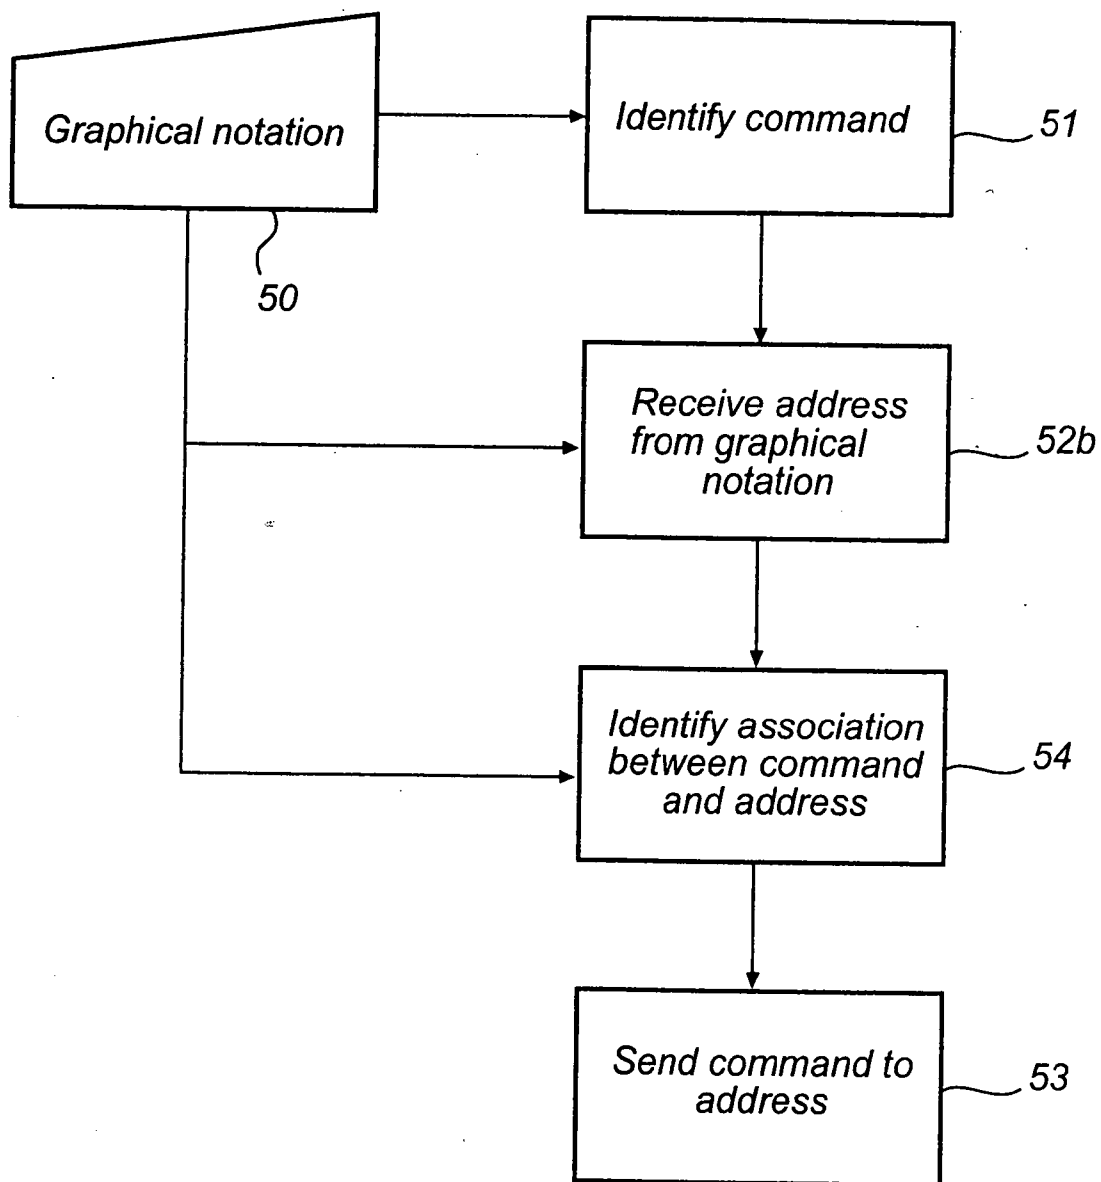 Graphical notation
50
Identify command
51
Receive address
from graphical
notation
52b
Identify association
between command
and address
54
Send command to
address
53